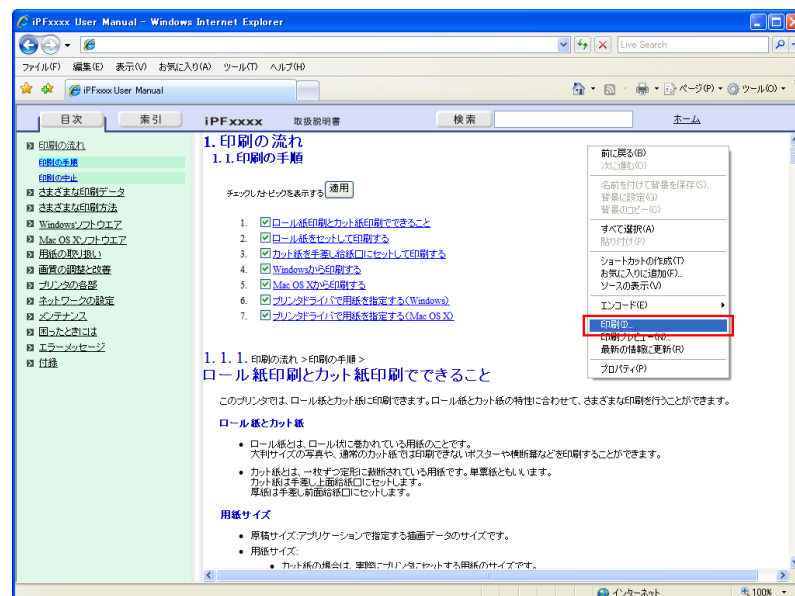 iPFxxxx User Manual - Windows Internet Explorer
Live Search
ファイル(F) 編集(E) 表示(V) お気に入り(A) ツール(T) ヘルプ(H)
iPFxxxx User Manual
ページ(P) ツール(O)
目次 索引 iPFxxxx 取扱説明書 検索 ホーム
印刷の流れ
印刷の手順
印刷の中止
さまざまな印刷データ
さまざまな印刷方法
Windowsソフトウエア
Mac OS Xソフトウエア
用紙の取り扱い
画質の調整と改善
プリンタの各部
ネットワークの設定
メンテナンス
困ったときには
エラーメッセージ
付録
1. 印刷の流れ
1. 1. 印刷の手順
チェックしたトピックを表示する 適用
1. ロール紙印刷とカット紙印刷でできること
2. ロール紙をセットして印刷する
3. カット紙を手差し給紙口にセットして印刷する
4. Windowsから印刷する
5. Mac OS Xから印刷する
6. プリンタドライバで用紙を指定する(Windows)
7. プリンタドライバで用紙を指定する(Mac OS X)
前に戻る(B)
次に進む(O)
名前を付けて背景を保存(S)...
背景に設定(G)
背景のコピー(C)
すべて選択(A)
貼り付け(P)
ショートカットの作成(T)
お気に入りに追加(F)...
ソースの表示(V)
エンコード(E)
印刷(I)...
印刷プレビュー(N)...
最新の情報に更新(R)
プロパティ(P)
1. 1. 1. 印刷の流れ > 印刷の手順 >
ロール紙印刷とカット紙印刷でできること
このプリンタでは、ロール紙とカット紙に印刷できます。ロール紙とカット紙の特性に合わせて、さまざまな印刷を行うことができます。
ロール紙とカット紙
• ロール紙とは、ロール状に巻かれている用紙のことです。
大判サイズの写真や、通常のカット紙では印刷できないポスターや横断幕などを印刷することができます。
• カット紙とは、一枚ずつ定形に裁断されている用紙です。単票紙ともいいます。
カット紙は手差し上面給紙口にセットします。
厚紙は手差し前面給紙口にセットします。
用紙サイズ
• 原稿サイズ:アプリケーションで指定する描画データのサイズです。
• 用紙サイズ:
• カット紙の場合は、実際にプリンタにセットする用紙のサイズです。
インターネット 100%